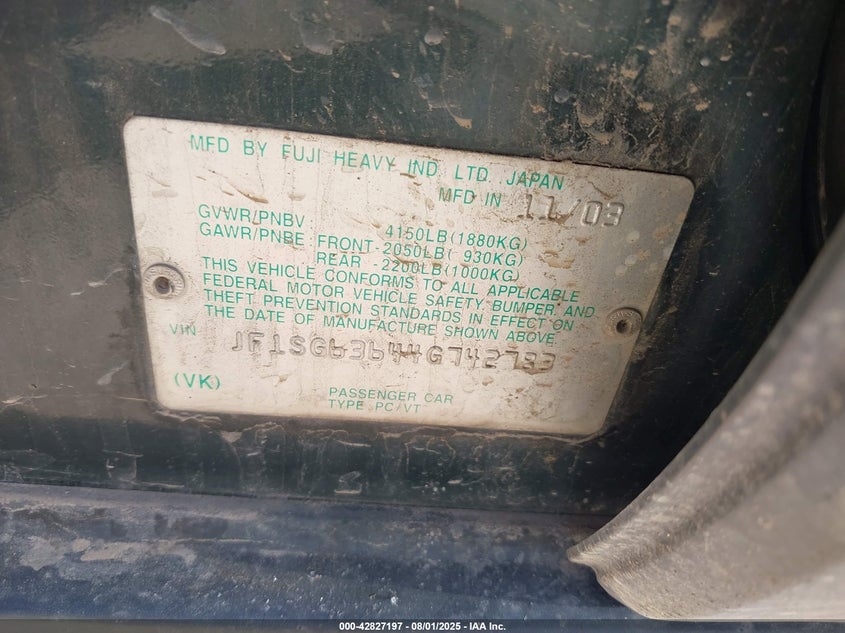 MFD BY FUJI HEAVY IND. LTD. JAPAN
MFD IN 11/03
GVWR/PNBV 4150LB(1880KG)
GAWR/PNBE FRONT-2050LB( 930KG)
REAR 2200LB(1000KG)
THIS VEHICLE CONFORMS TO ALL APPLICABLE
FEDERAL MOTOR VEHICLE SAFETY, BUMPER, AND
THEFT PREVENTION STANDARDS IN EFFECT ON
THE DATE OF MANUFACTURE SHOWN ABOVE.
VIN JF1SG63644G742783
(VK)
PASSENGER CAR
TYPE PC/VT
000-42827197 - 08/01/2025 - IAA Inc.